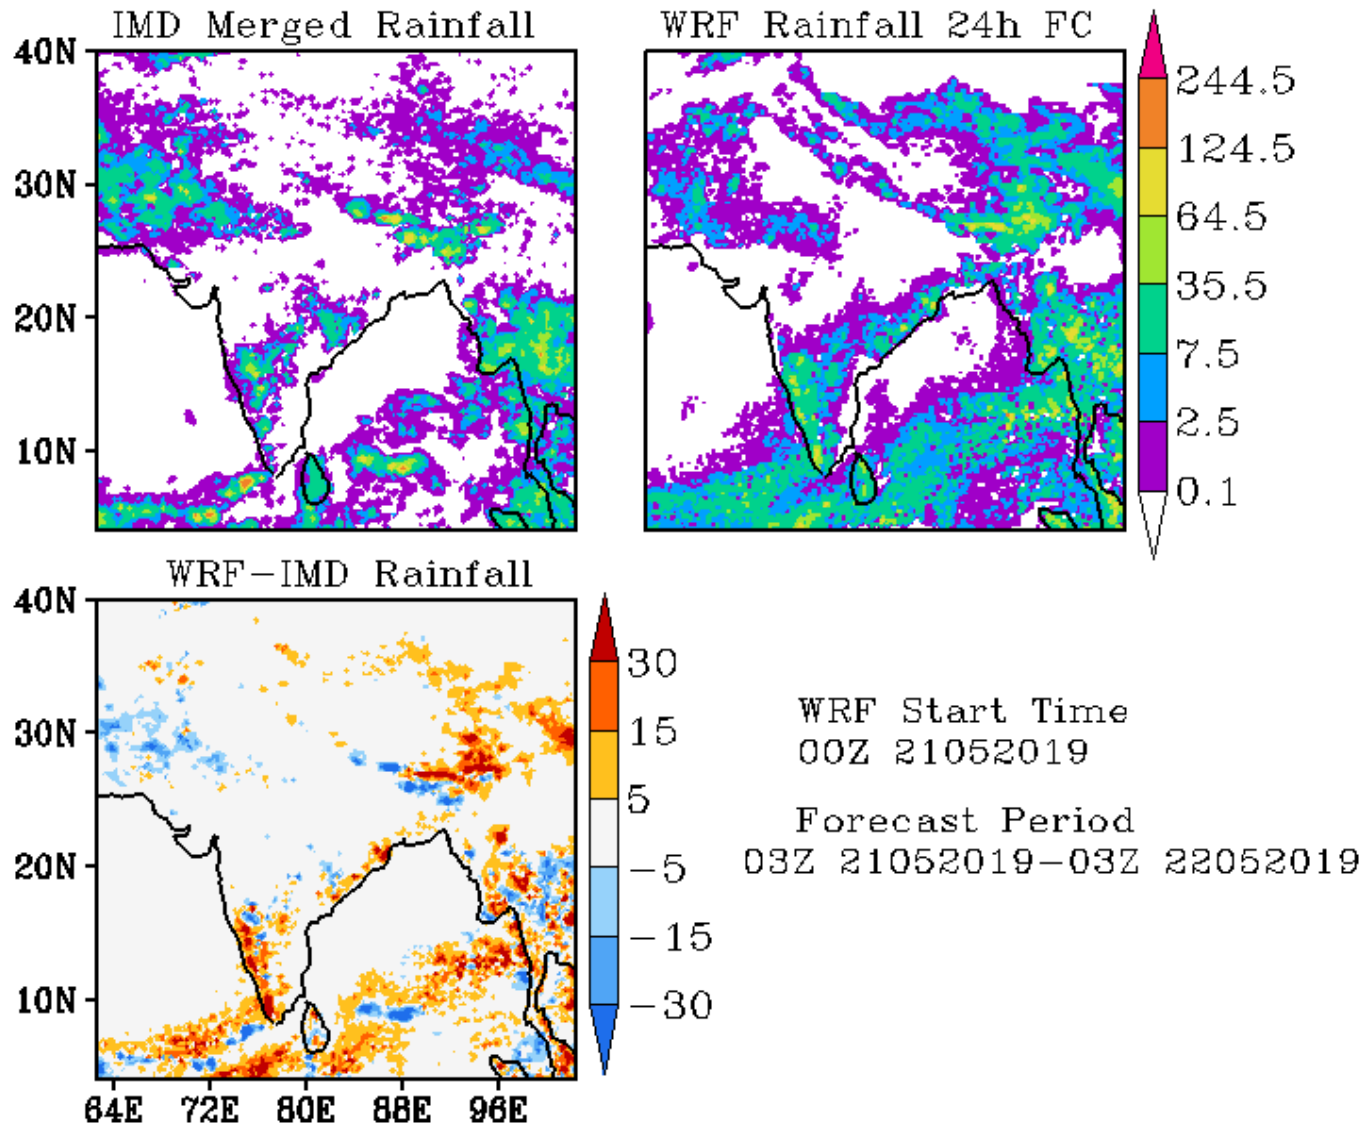 IMD Merged Rainfall
WRF Rainfall 24h FC
40N
30N
20N
10N
244.5
124.5
64.5
35.5
7.5
2.5
0.1
WRF-IMD Rainfall
40N
30N
20N
10N
64E 72E 80E 88E 96E
30
15
5
-5
-15
-30
WRF Start Time
00Z 21052019
Forecast Period
03Z 21052019-03Z 22052019